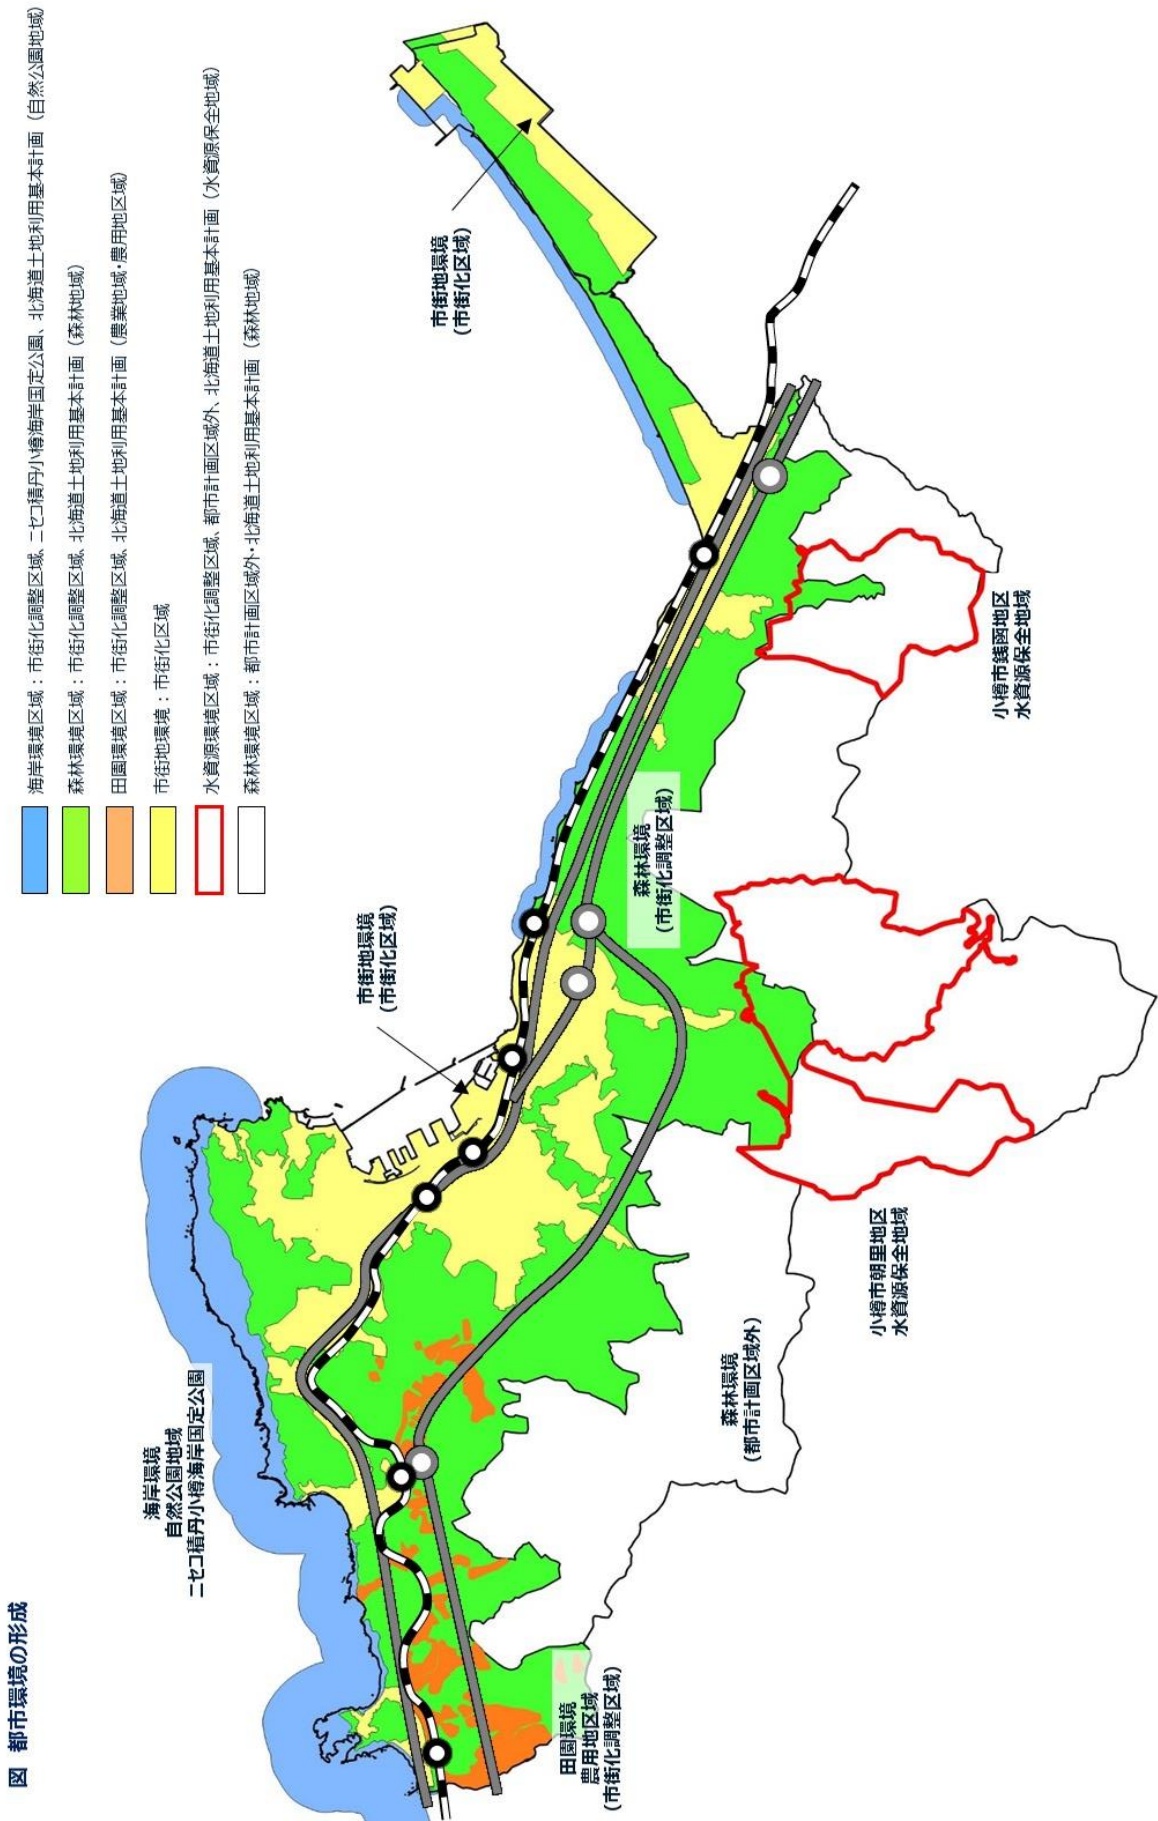 図 都市環境の形成
海岸環境区域：市街化調整区域、ニセコ積丹小樽海岸国定公園、北海道土地利用基本計画（自然公園地域）
森林環境区域：市街化調整区域、北海道土地利用基本計画（森林地域）
田園環境区域：市街化調整区域、北海道土地利用基本計画（農業地域・農用地区域）
市街地環境：市街化区域
水資源環境区域：市街化調整区域、都市計画区域外、北海道土地利用基本計画（水資源保全地域）
森林環境区域：都市計画区域外・北海道土地利用基本計画（森林地域）
海岸環境
自然公園地域
ニセコ積丹小樽海岸国定公園
市街地環境
（市街化区域）
市街地環境
（市街化区域）
田園環境
農用地区域
（市街化調整区域）
森林環境
（都市計画区域外）
小樽市朝里地区
水資源保全地域
森林環境
（市街化調整区域）
小樽市銭函地区
水資源保全地域